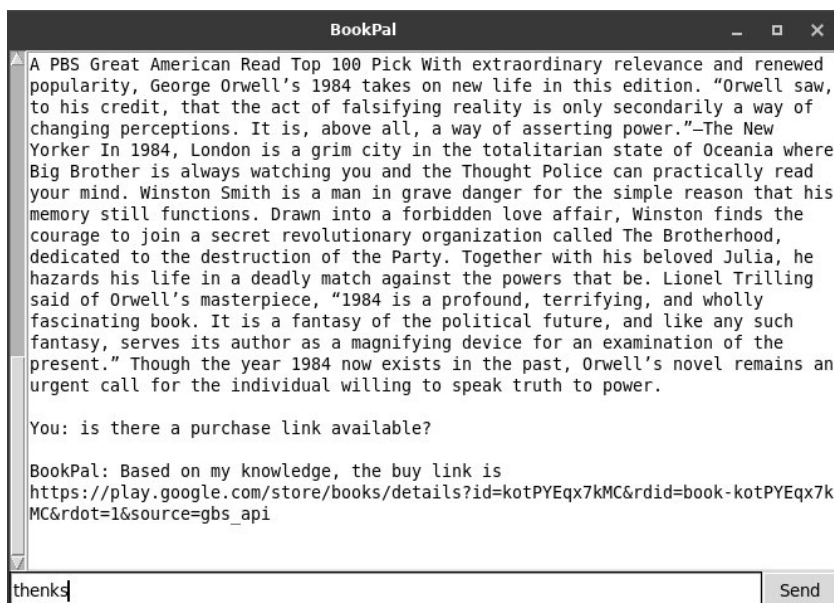 BookPal
A PBS Great American Read Top 100 Pick With extraordinary relevance and renewed
popularity, George Orwell’s 1984 takes on new life in this edition. “Orwell saw,
to his credit, that the act of falsifying reality is only secondarily a way of
changing perceptions. It is, above all, a way of asserting power.”—The New
Yorker In 1984, London is a grim city in the totalitarian state of Oceania where
Big Brother is always watching you and the Thought Police can practically read
your mind. Winston Smith is a man in grave danger for the simple reason that his
memory still functions. Drawn into a forbidden love affair, Winston finds the
courage to join a secret revolutionary organization called The Brotherhood,
dedicated to the destruction of the Party. Together with his beloved Julia, he
hazards his life in a deadly match against the powers that be. Lionel Trilling
said of Orwell’s masterpiece, “1984 is a profound, terrifying, and wholly
fascinating book. It is a fantasy of the political future, and like any such
fantasy, serves its author as a magnifying device for an examination of the
present.” Though the year 1984 now exists in the past, Orwell’s novel remains an
urgent call for the individual willing to speak truth to power.
You: is there a purchase link available?
BookPal: Based on my knowledge, the buy link is
https://play.google.com/store/books/details?id=kotPYEqx7kMC&rdid=book-kotPYEqx7k
MC&rdot=1&source=gbs_api
thenks
Send